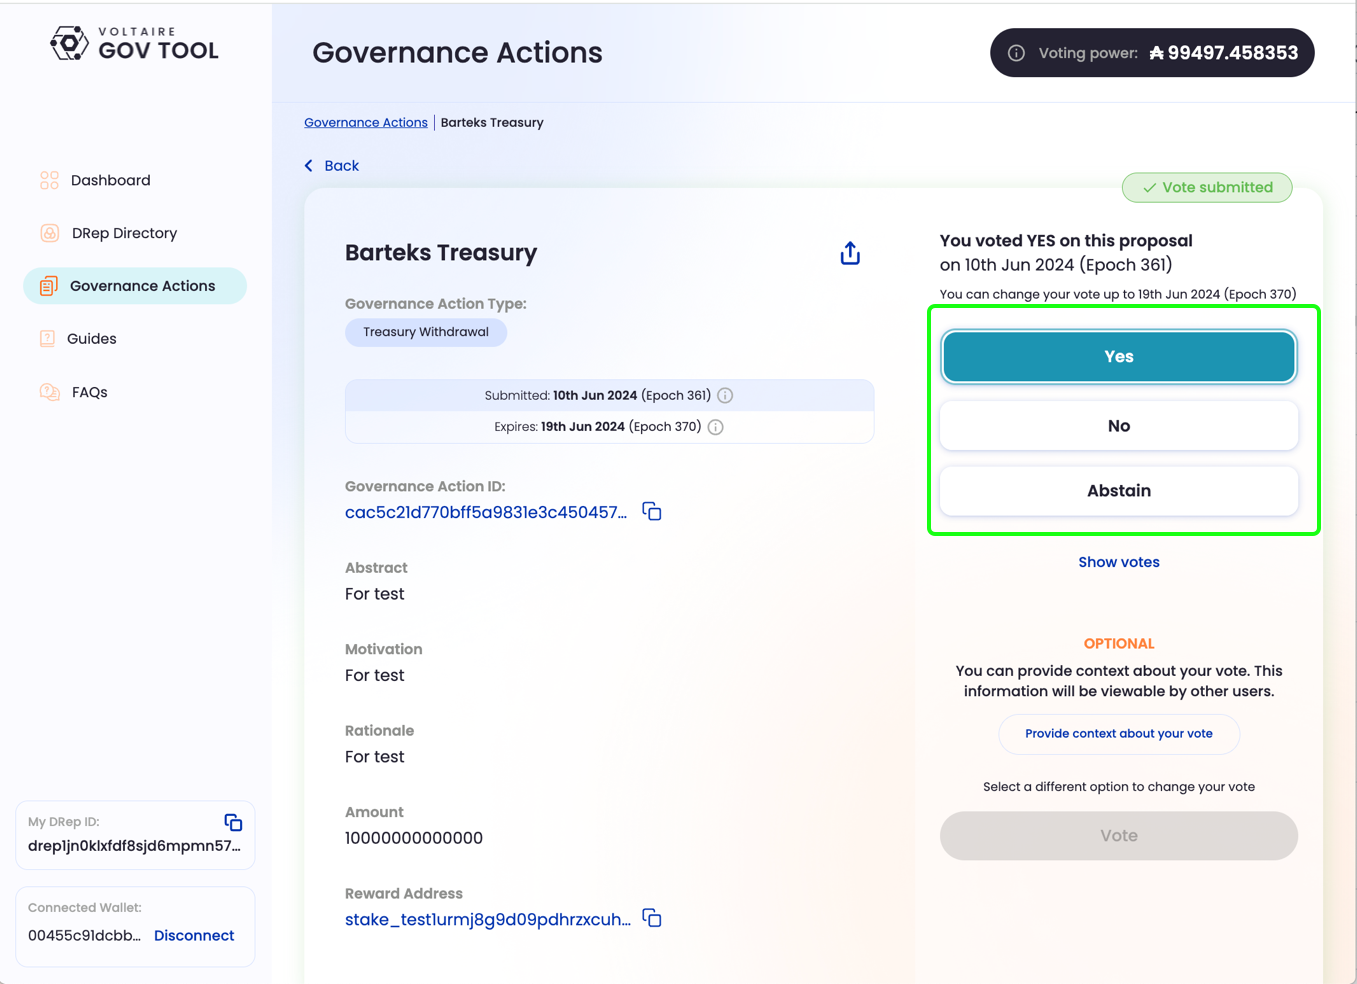 VOLTAIRE
GOV TOOL
Governance Actions
Voting power: ₳ 99497.458353
Governance Actions | Barteks Treasury
Back
Dashboard
DRep Directory
Governance Actions
Guides
FAQs
Vote submitted
Barteks Treasury
Governance Action Type:
Treasury Withdrawal
Submitted: 10th Jun 2024 (Epoch 361)
Expires: 19th Jun 2024 (Epoch 370)
Governance Action ID:
cac5c21d770bff5a9831e3c450457...
Abstract
For test
Motivation
For test
Rationale
For test
Amount
10000000000000
Reward Address
stake_test1urmj8g9d09pdhrzxcuh...
You voted YES on this proposal
on 10th Jun 2024 (Epoch 361)
You can change your vote up to 19th Jun 2024 (Epoch 370)
Yes
No
Abstain
Show votes
OPTIONAL
You can provide context about your vote. This
information will be viewable by other users.
Provide context about your vote
Select a different option to change your vote
Vote
My DRep ID:
drep1jn0klxfdf8sjd6mpmn57...
Connected Wallet:
00455c91dcbb... Disconnect